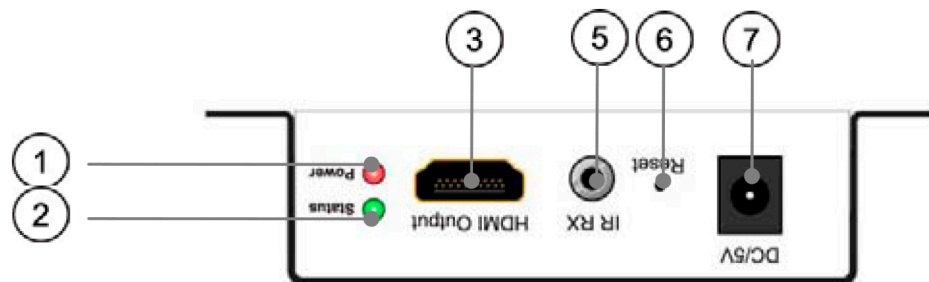 3
5
6
7
1
2
Power
Status
HDMI Output
IR RX
Reset
DC/5V